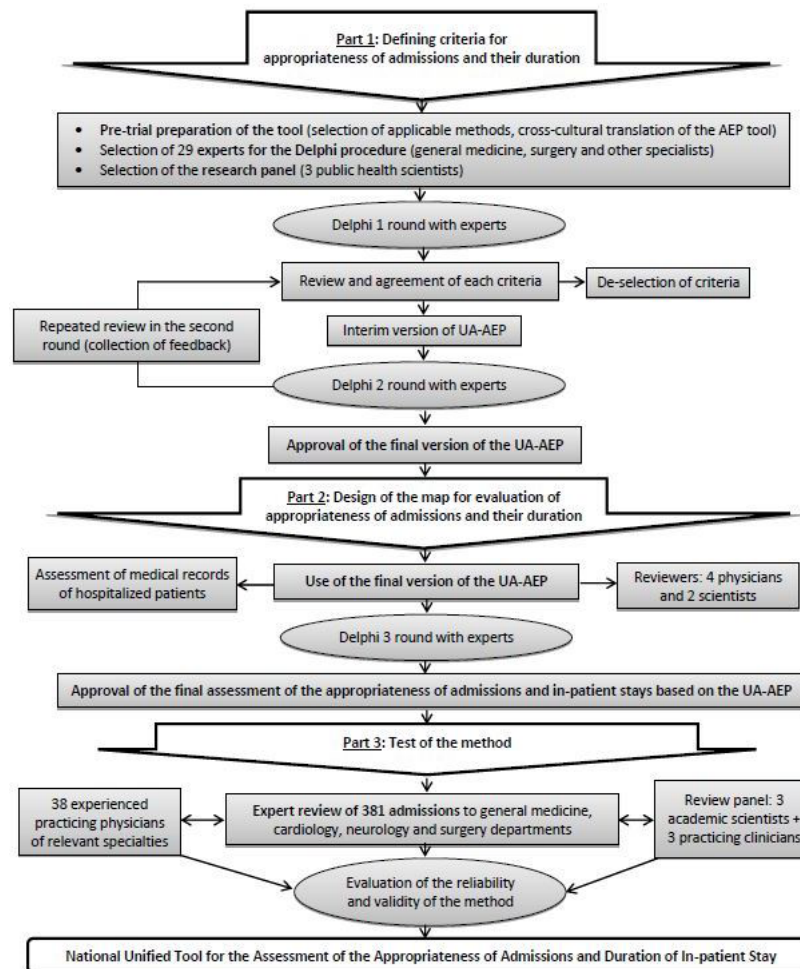 Part 1: Defining criteria for
appropriateness of admissions and their duration
• Pre-trial preparation of the tool (selection of applicable methods, cross-cultural translation of the AEP tool)
• Selection of 29 experts for the Delphi procedure (general medicine, surgery and other specialists)
• Selection of the research panel (3 public health scientists)
Delphi 1 round with experts
Review and agreement of each criteria
De-selection of criteria
Repeated review in the second
round (collection of feedback)
Interim version of UA-AEP
Delphi 2 round with experts
Approval of the final version of the UA-AEP
Part 2: Design of the map for evaluation of
appropriateness of admissions and their duration
Assessment of medical records
of hospitalized patients
Use of the final version of the UA-AEP
Reviewers: 4 physicians
and 2 scientists
Delphi 3 round with experts
Approval of the final assessment of the appropriateness of admissions and in-patient stays based on the UA-AEP
Part 3: Test of the method
38 experienced
practicing physicians
of relevant specialties
Expert review of 381 admissions to general medicine,
cardiology, neurology and surgery departments
Review panel: 3
academic scientists +
3 practicing clinicians
Evaluation of the reliability
and validity of the method
National Unified Tool for the Assessment of the Appropriateness of Admissions and Duration of In-patient Stay